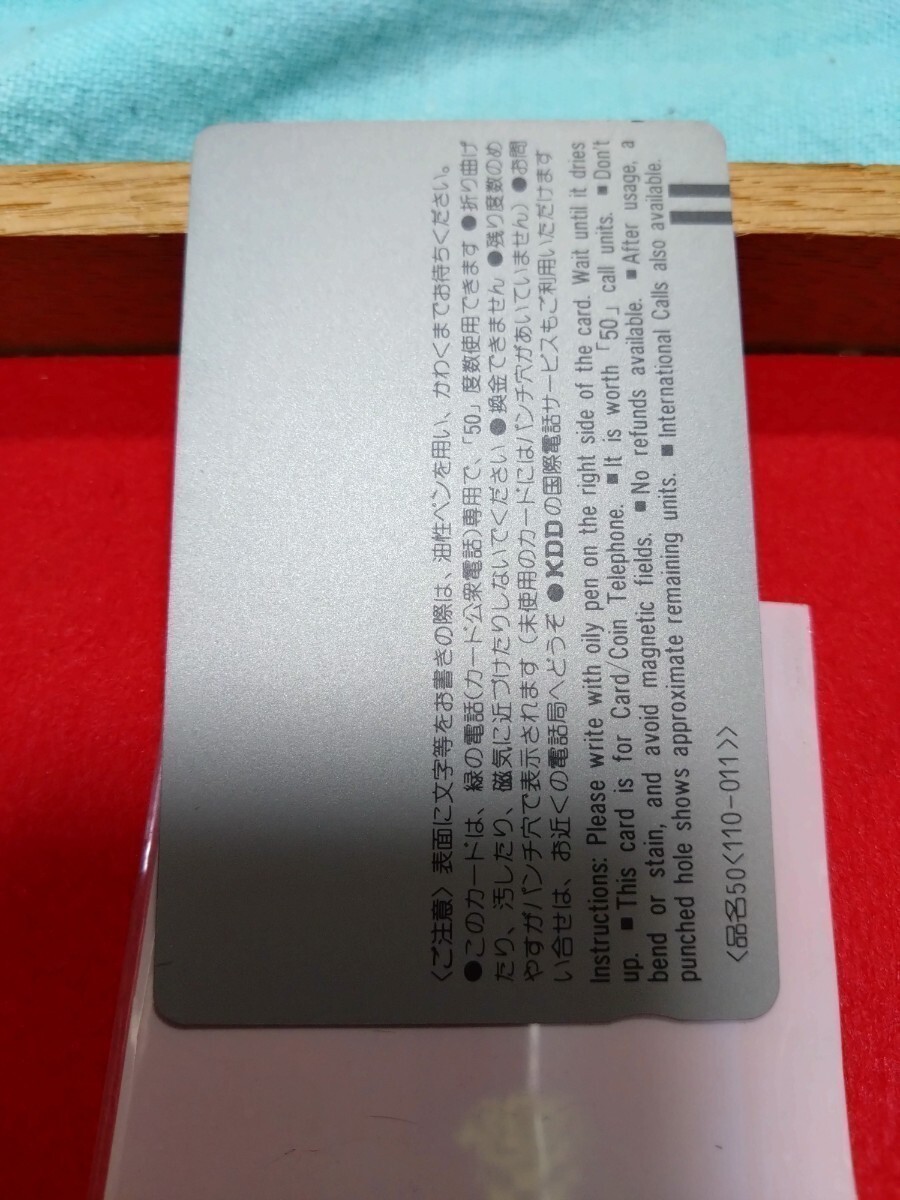 〈ご注意〉表面に文字等をお書きの際は、油性ペンを用い、かわくまでお待ちください。
●このカードは、緑の電話(カード公衆電話)専用で、「50」度数使用できます ●折り曲げ
たり、汚したり、磁気に近づけたりしないでください ●換金できません ●残り度数のめ
やすがパンチ穴で表示されます（未使用のカードにはパンチ穴があいていません）●お問
い合せは、お近くの電話局へどうぞ ●KDDの国際電話サービスもご利用いただけます
Instructions: Please write with oily pen on the right side of the card. Wait until it dries
up. ■This card is for Card/Coin Telephone. ■It is worth「50」call units. ■Don't
bend or stain, and avoid magnetic fields. ■No refunds available. ■After usage, a
punched hole shows approximate remaining units. ■International Calls also available.
〈品名50〈110-011〉〉